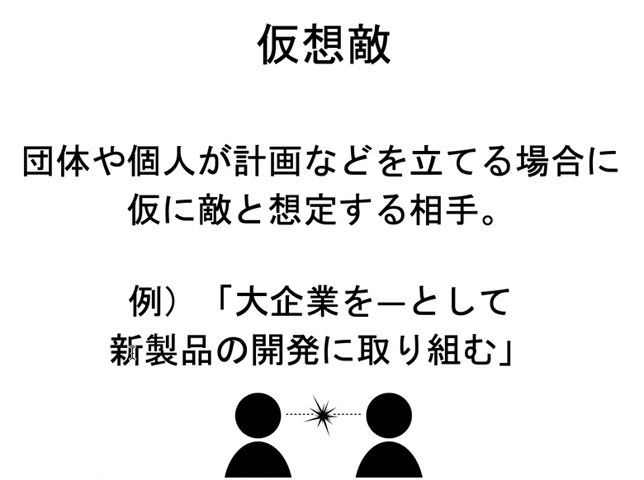 仮想敵
団体や個人が計画などを立てる場合に
仮に敵と想定する相手。
例）「大企業を—として
新製品の開発に取り組む」